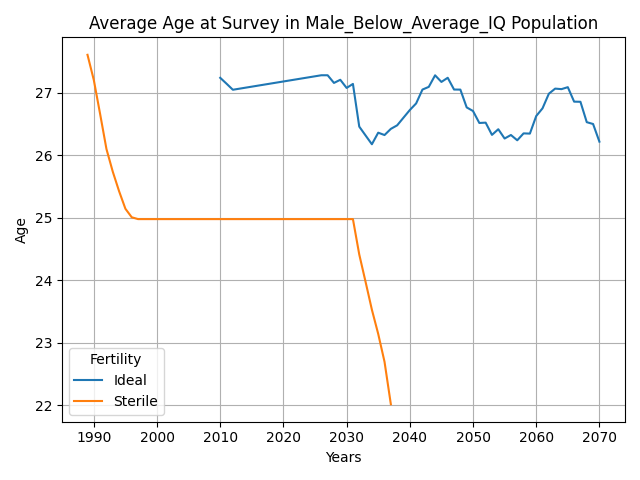 Average Age at Survey in Male_Below_Average_IQ Population
Age
27
26
25
24
23
22
Fertility
Ideal
Sterile
1990 2000 2010 2020 2030 2040 2050 2060 2070
Years